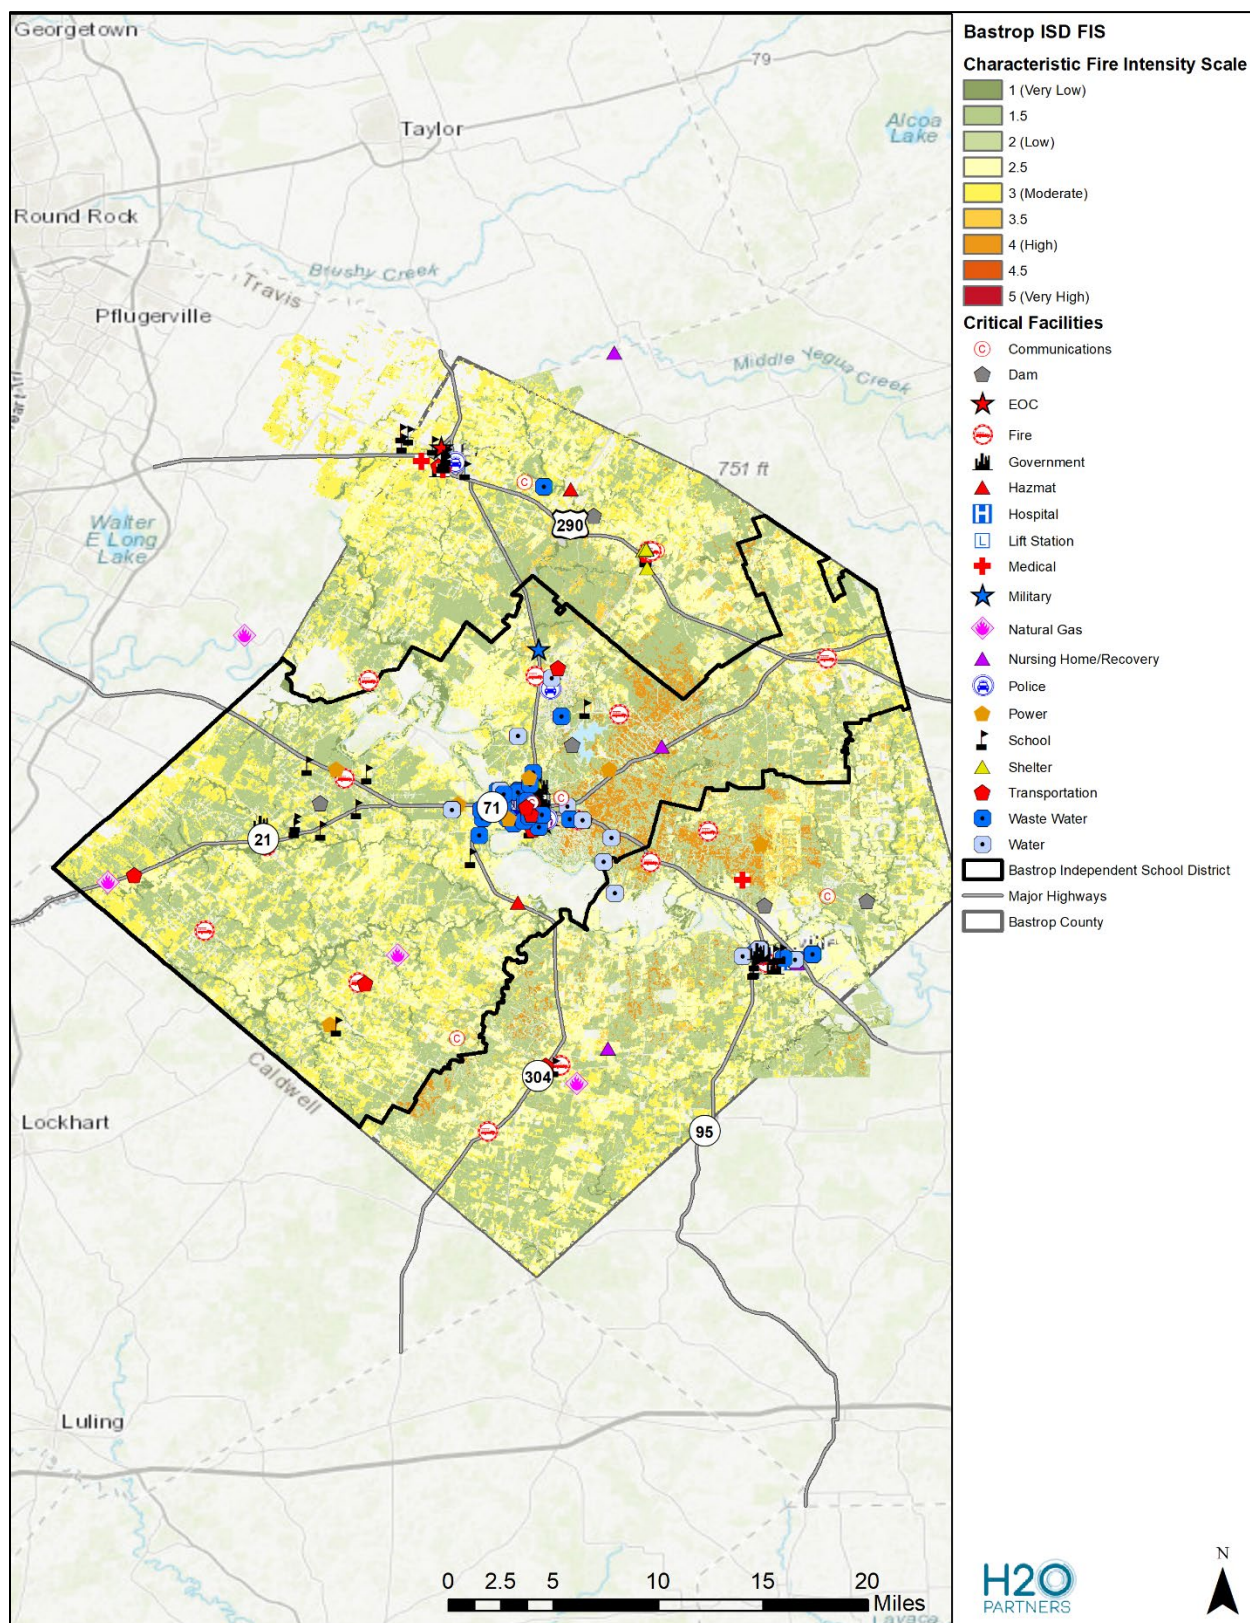 Georgetown
79
Taylor
Alcoa
Lake
Round Rock
Brushy Creek
Travis
Pflugerville
Middle Yegua Creek
751 ft
Walter
E Long
Lake
290
71
21
304
95
Caldwell
Lockhart
Luling
0 2.5 5 10 15 20
Miles
Lavaca
Bastrop ISD FIS
Characteristic Fire Intensity Scale
1 (Very Low)
1.5
2 (Low)
2.5
3 (Moderate)
3.5
4 (High)
4.5
5 (Very High)
Critical Facilities
C Communications
Dam
EOC
Fire
Government
Hazmat
H Hospital
L Lift Station
Medical
Military
Natural Gas
Nursing Home/Recovery
Police
Power
School
Shelter
Transportation
Waste Water
Water
Bastrop Independent School District
Major Highways
Bastrop County
H2O
PARTNERS
N